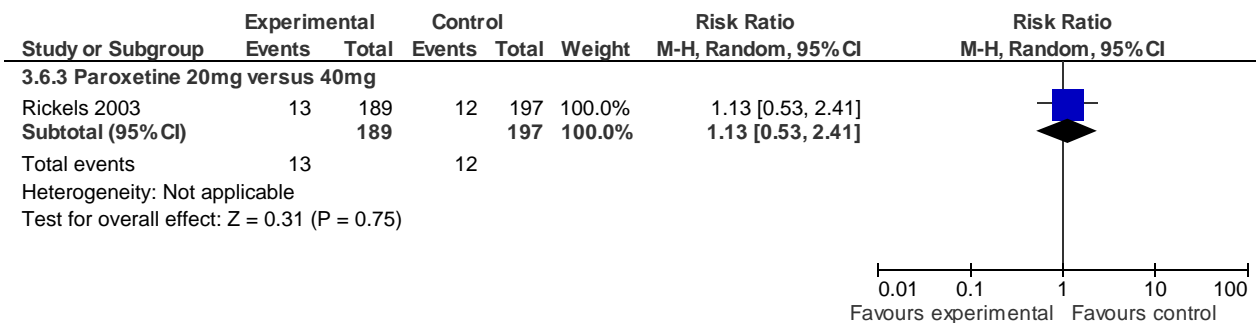 Experimental Control Risk Ratio Risk Ratio
Study or Subgroup Events Total Events Total Weight M-H, Random, 95% CI M-H, Random, 95% CI
3.6.3 Paroxetine 20mg versus 40mg
Rickels 2003 13 189 12 197 100.0% 1.13 [0.53, 2.41]
Subtotal (95% CI) 189 197 100.0% 1.13 [0.53, 2.41]
Total events 13 12
Heterogeneity: Not applicable
Test for overall effect: Z = 0.31 (P = 0.75)
0.01 0.1 1 10 100
Favours experimental Favours control